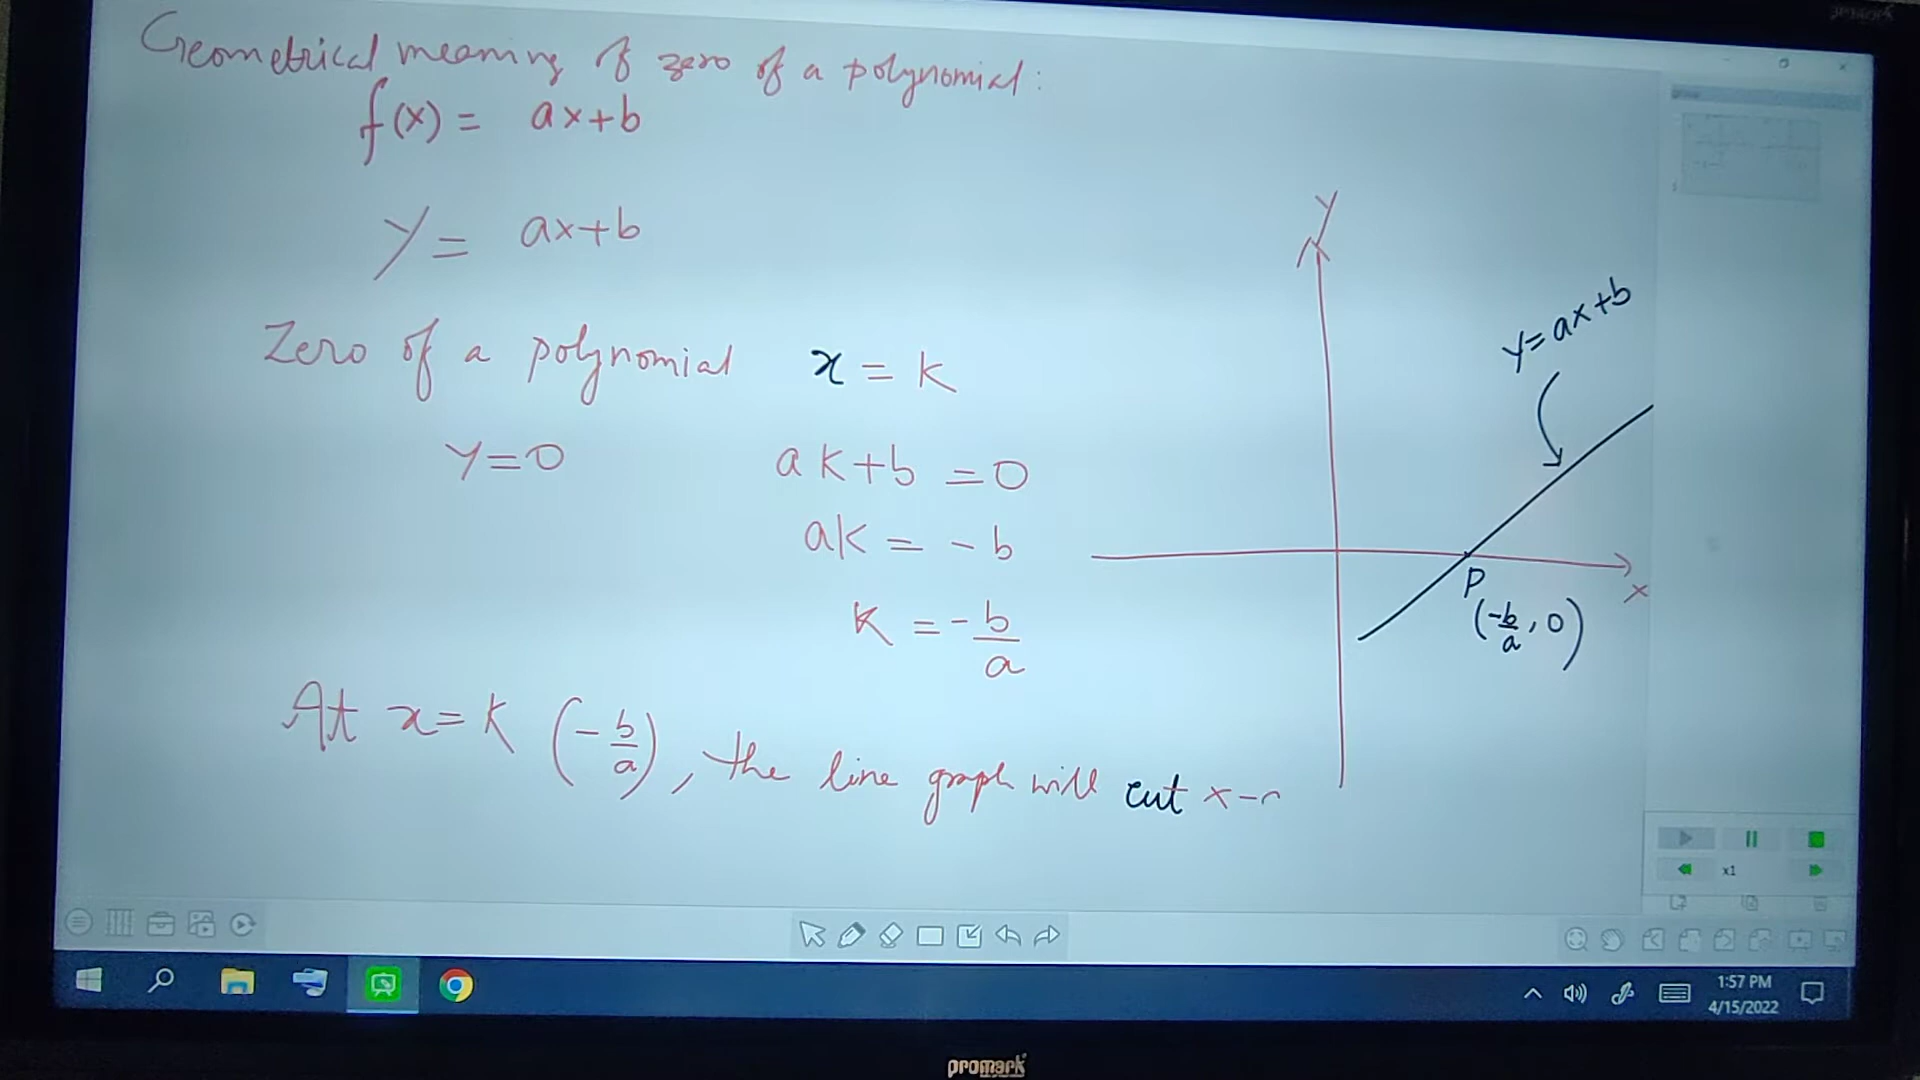 Geometrical meaning of zero of a polynomial:
f(x) = ax+b
y = ax+b
Zero of a polynomial x = k
y=0 ak+b = 0
ak = - b
k = - b/a
At x = k (- b/a), the line graph will cut x-
y
y=ax+b
x
P
(-b/a, 0)
x1
1:57 PM
4/15/2022
promark